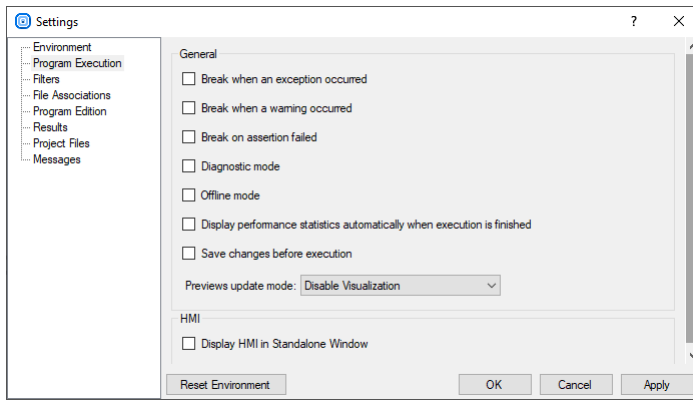 Settings
?
Environment
Program Execution
Filters
File Associations
Program Edition
Results
Project Files
Messages
General
Break when an exception occurred
Break when a warning occurred
Break on assertion failed
Diagnostic mode
Offline mode
Display performance statistics automatically when execution is finished
Save changes before execution
Previews update mode: Disable Visualization
HMI
Display HMI in Standalone Window
Reset Environment OK Cancel Apply